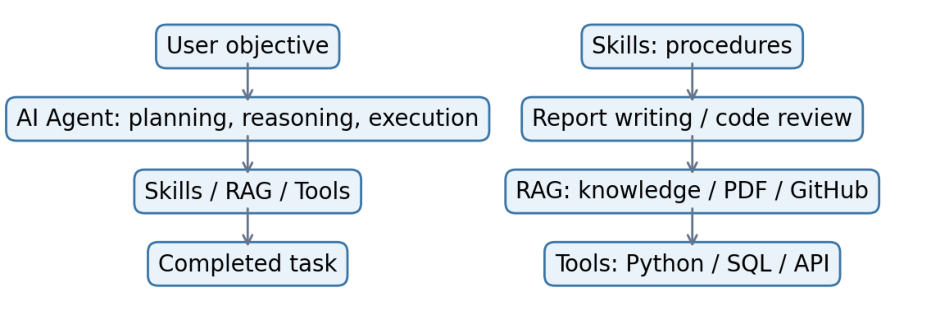 User objective
AI Agent: planning, reasoning, execution
Skills / RAG / Tools
Completed task
Skills: procedures
Report writing / code review
RAG: knowledge / PDF / GitHub
Tools: Python / SQL / API